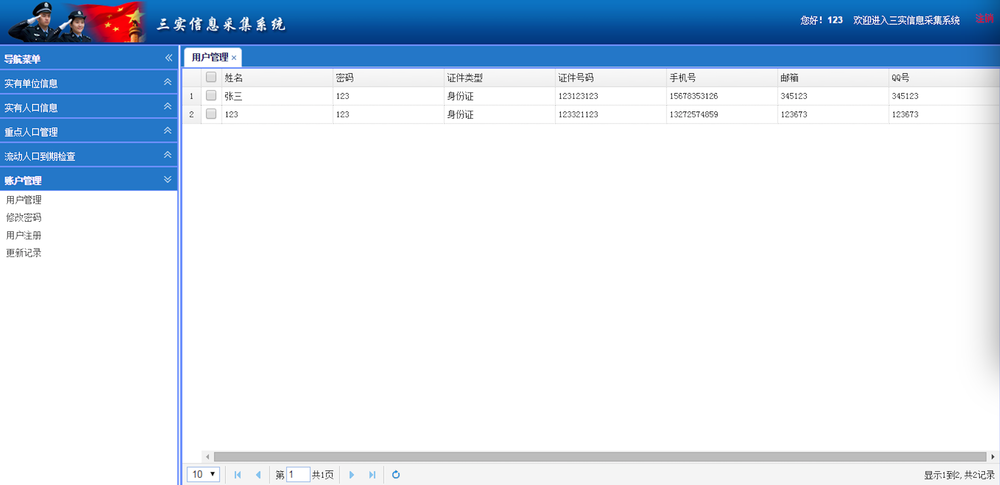 三实信息采集系统
您好！123 欢迎进入三实信息采集系统 注销
导航菜单
实有单位信息
实有人口信息
重点人口管理
流动人口到期检查
账户管理
用户管理
修改密码
用户注册
更新记录
用户管理
姓名 密码 证件类型 证件号码 手机号 邮箱 QQ号
1 张三 123 身份证 123123123 15678353126 345123 345123
2 123 123 身份证 123321123 13272574859 123673 123673
10 第 1 共1页 显示1到2, 共2记录